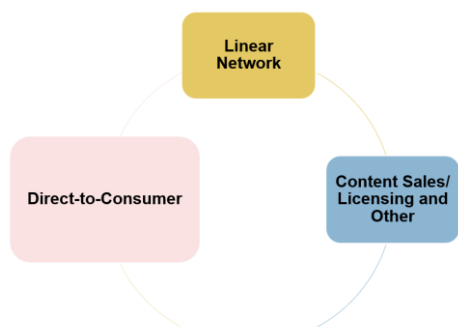 Linear
Network
Direct-to-Consumer
Content Sales/
Licensing and
Other